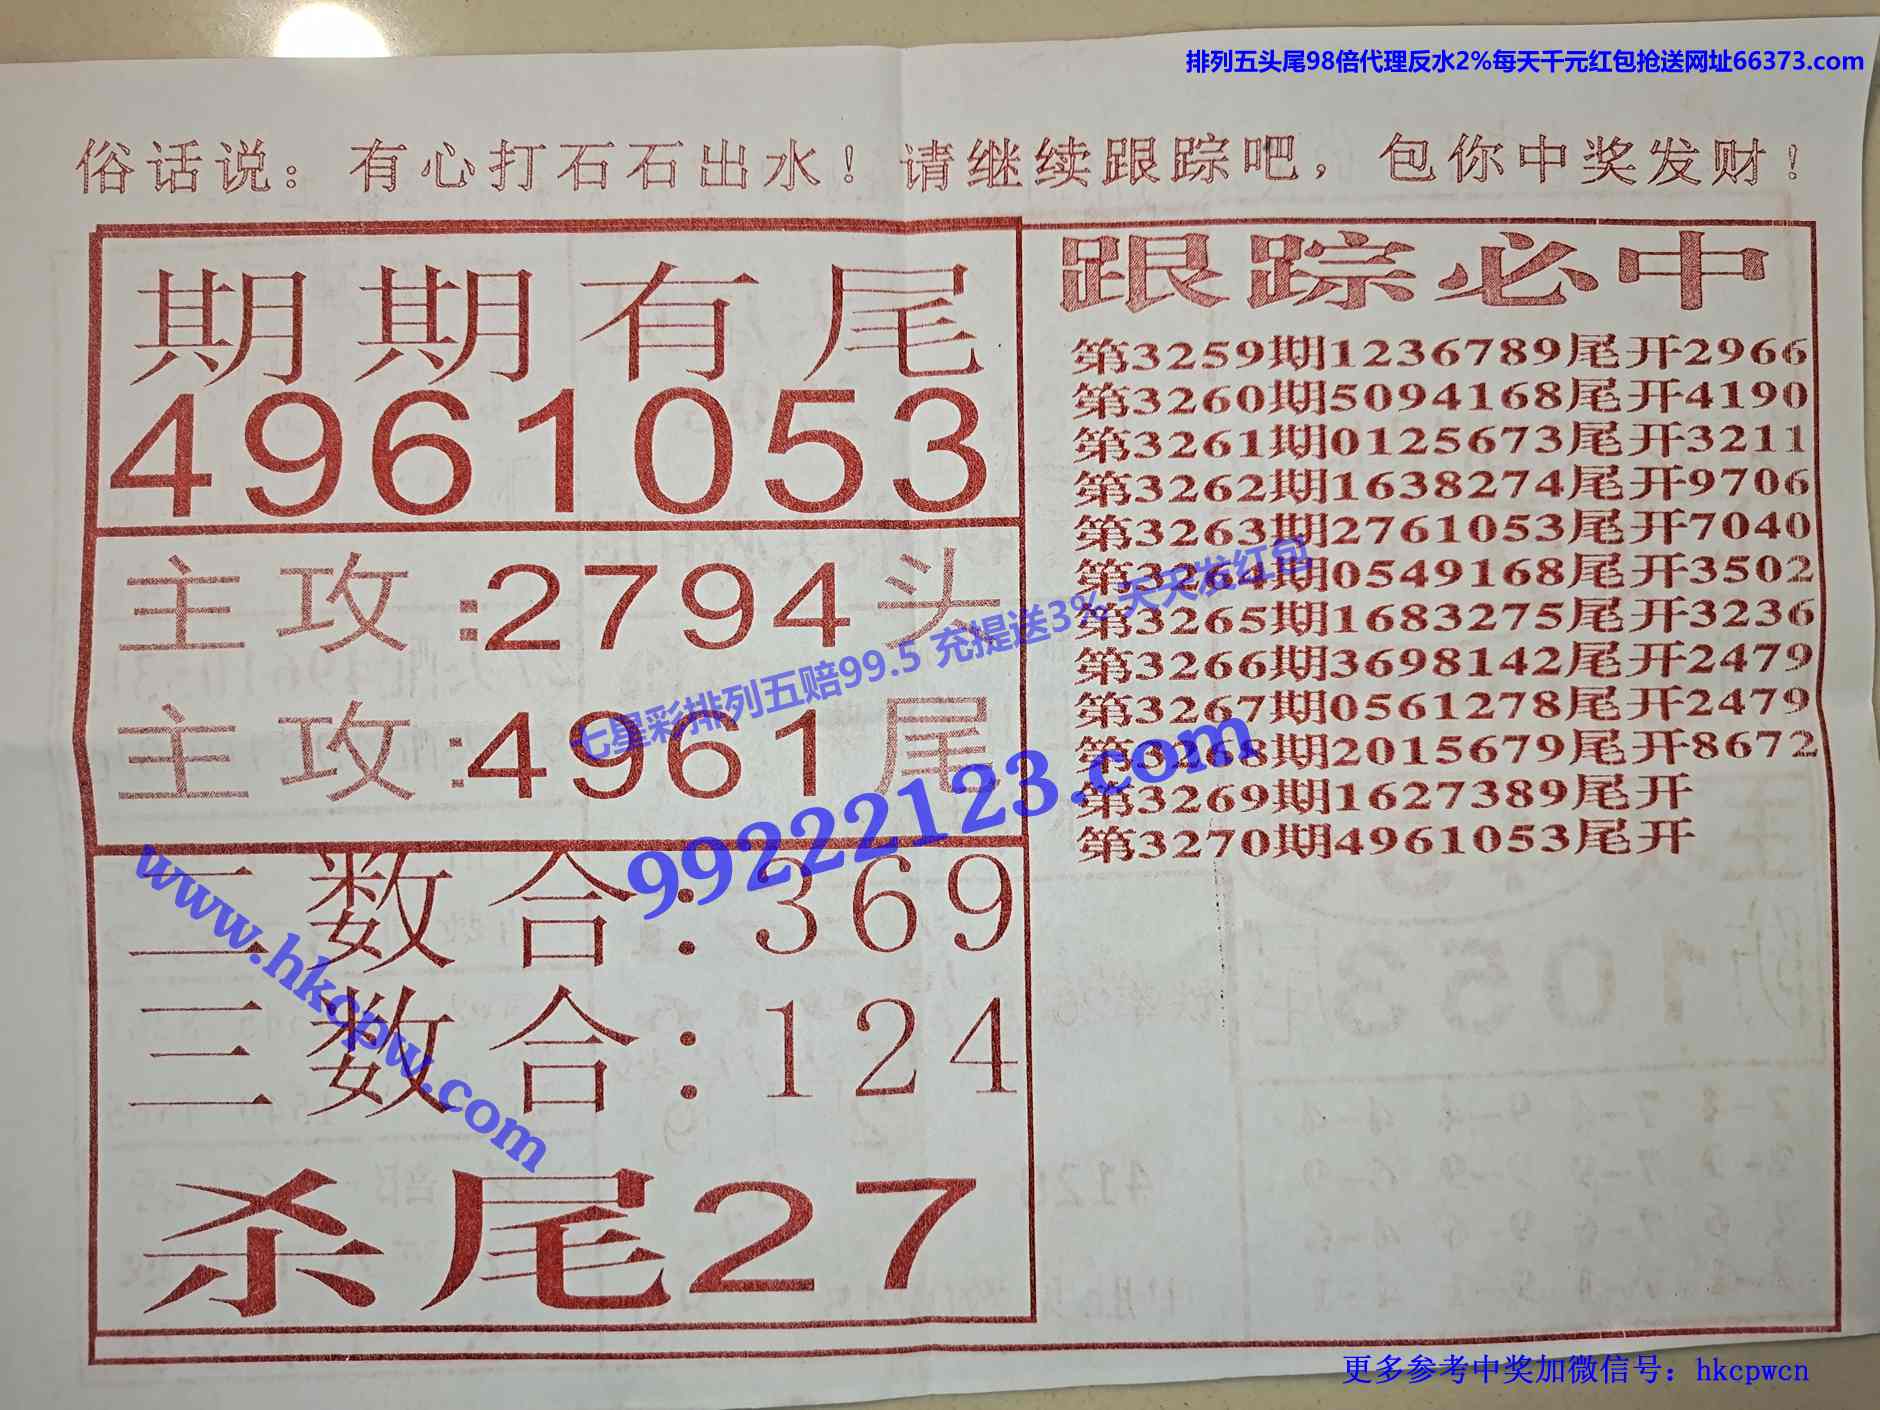 排列五头尾98倍代理反水2%每天千元红包抢送网址66373.com
俗话说：有心打石石出水！请继续跟踪吧，包你中奖发财！
期期有尾
4961053
主攻:2794头
主攻:4961尾
二数合:369
三数合:124
杀尾27
跟踪必中
第3259期1236789尾开2966
第3260期5094168尾开4190
第3261期0125673尾开3211
第3262期1638274尾开9706
第3263期2761053尾开7040
第3264期0549168尾开3502
第3265期1683275尾开3236
第3266期3698142尾开2479
第3267期0561278尾开2479
第3268期2015679尾开8672
第3269期1627389尾开
第3270期4961053尾开
七星彩排列五赔99.5 充提送3% 天天发红包
99222123.com
www.hkcpw.com
更多参考中奖加微信号：hkcpwcn